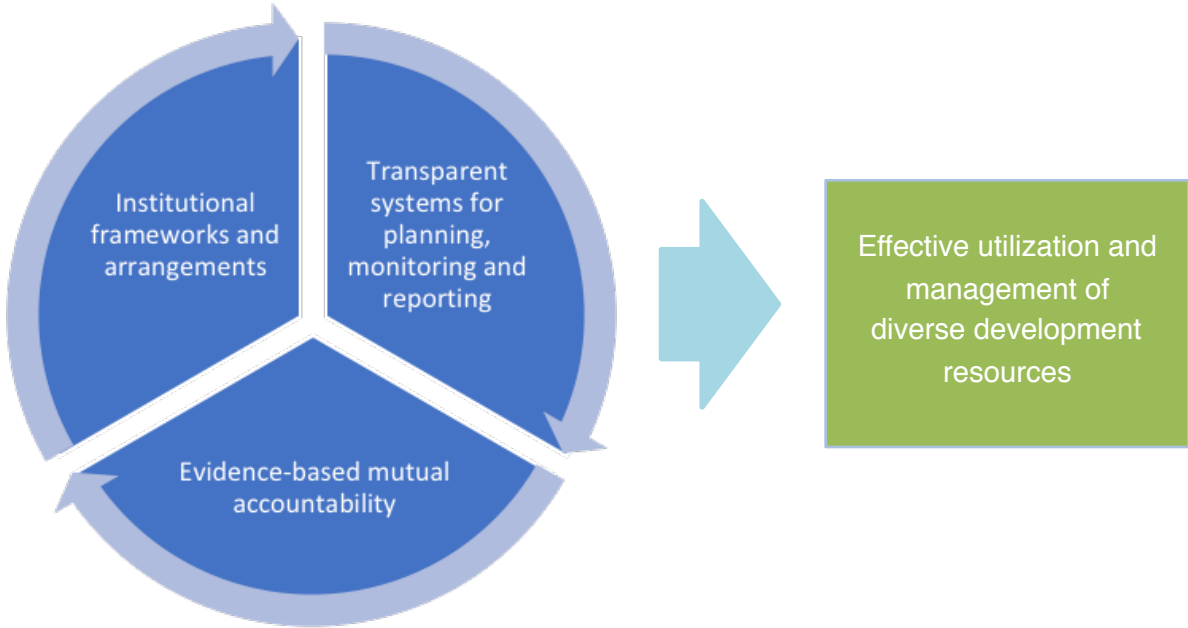 Institutional
frameworks and
arrangements
Transparent
systems for
planning,
monitoring and
reporting
Evidence-based mutual
accountability
Effective utilization and
management of
diverse development
resources